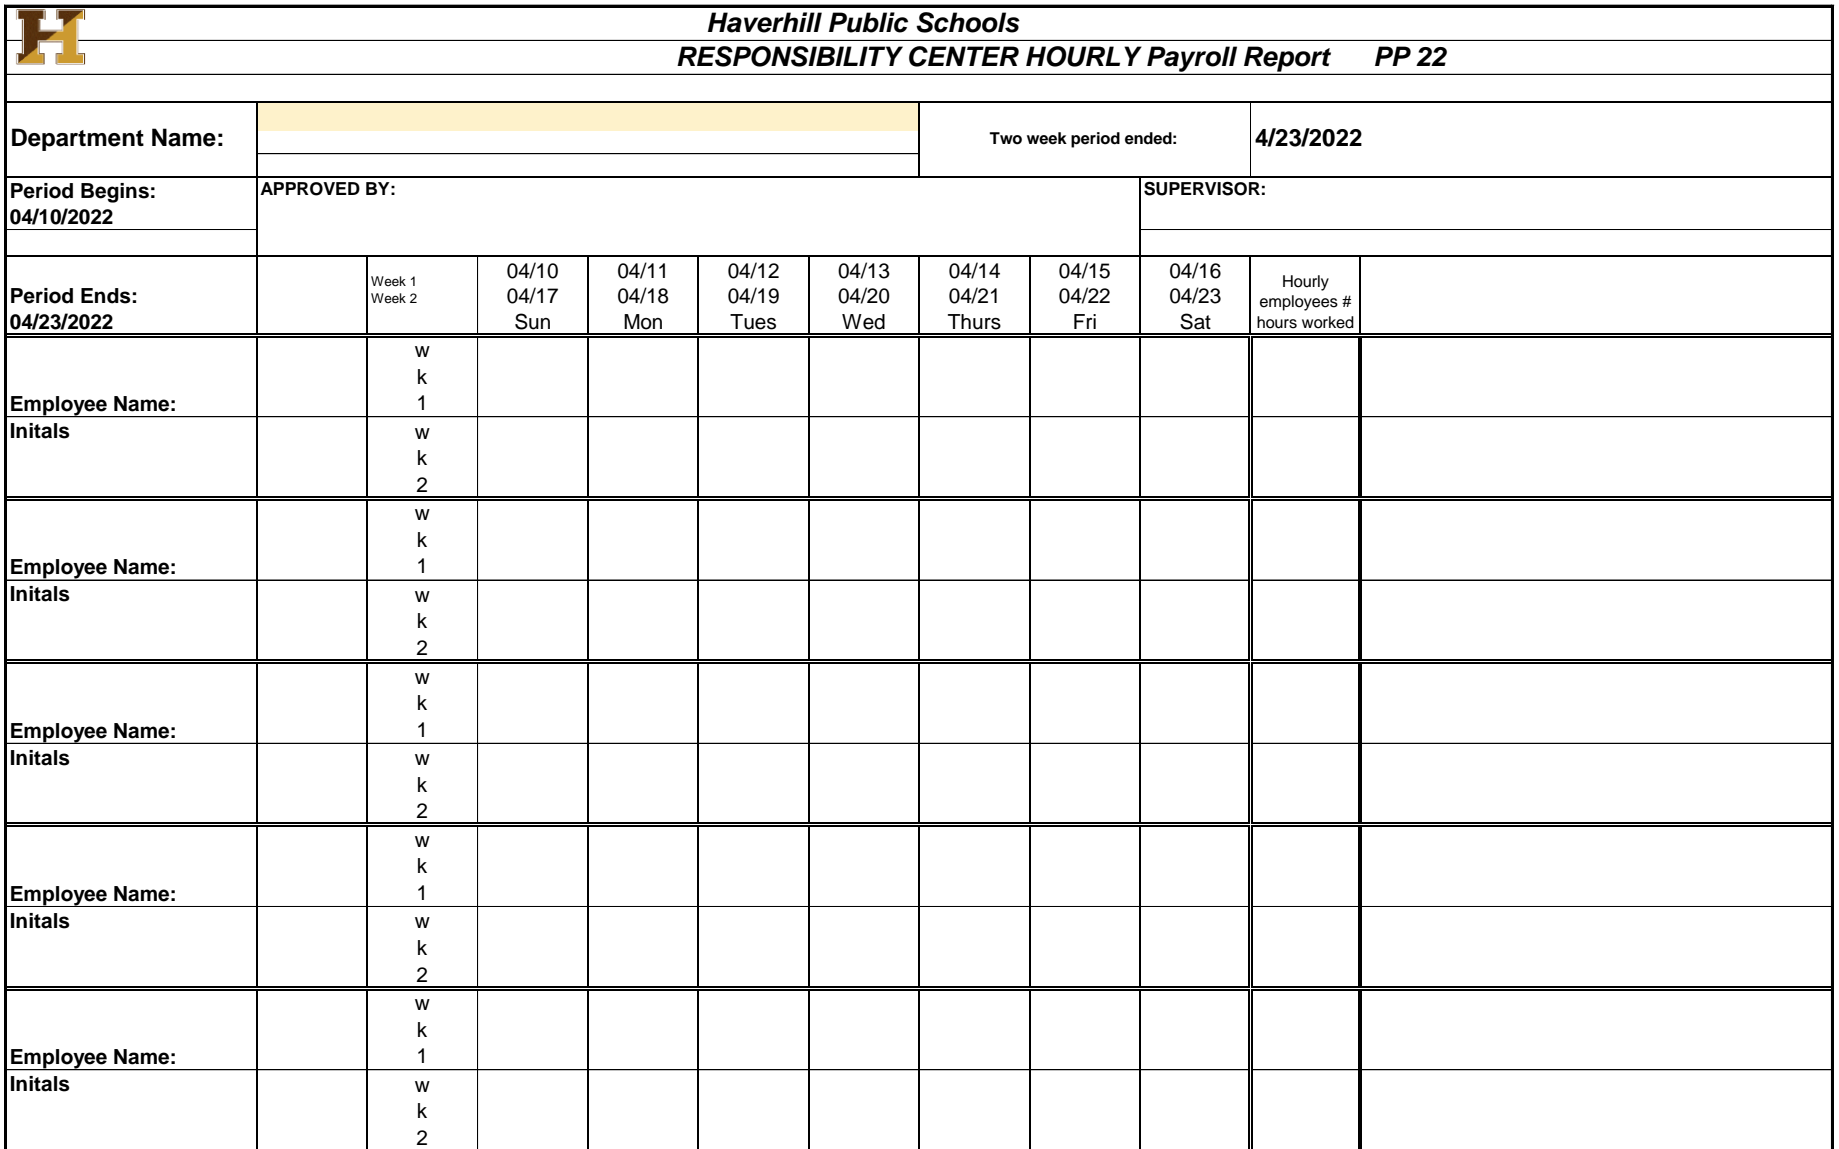 H
Haverhill Public Schools
RESPONSIBILITY CENTER HOURLY Payroll Report PP 22
Department Name:
Two week period ended:
4/23/2022
Period Begins:
04/10/2022
APPROVED BY:
SUPERVISOR:
Period Ends:
04/23/2022
Week 1
Week 2
04/10
04/17
Sun
04/11
04/18
Mon
04/12
04/19
Tues
04/13
04/20
Wed
04/14
04/21
Thurs
04/15
04/22
Fri
04/16
04/23
Sat
Hourly
employees #
hours worked
Employee Name:
w
k
1
Initals
w
k
2
Employee Name:
w
k
1
Initals
w
k
2
Employee Name:
w
k
1
Initals
w
k
2
Employee Name:
w
k
1
Initals
w
k
2
Employee Name:
w
k
1
Initals
w
k
2